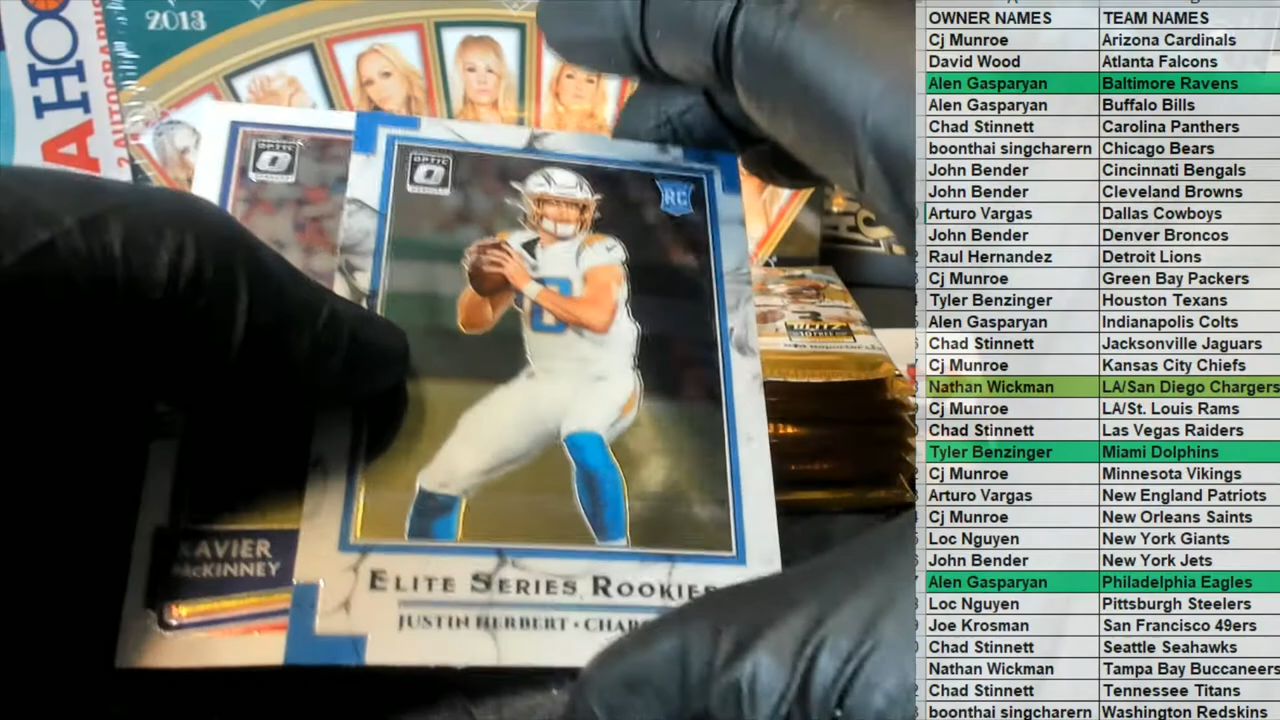 2013
AHOO
2 AUTOGRAPH
OPTIC
OPTIC
RC
XAVIER
McKINNEY
ELITE SERIES ROOKIES
JUSTIN HERBERT • CHARG
BLITZ
OWNER NAMES TEAM NAMES
Cj Munroe Arizona Cardinals
David Wood Atlanta Falcons
Alen Gasparyan Baltimore Ravens
Alen Gasparyan Buffalo Bills
Chad Stinnett Carolina Panthers
boonthai singcharern Chicago Bears
John Bender Cincinnati Bengals
John Bender Cleveland Browns
Arturo Vargas Dallas Cowboys
John Bender Denver Broncos
Raul Hernandez Detroit Lions
Cj Munroe Green Bay Packers
Tyler Benzinger Houston Texans
Alen Gasparyan Indianapolis Colts
Chad Stinnett Jacksonville Jaguars
Cj Munroe Kansas City Chiefs
Nathan Wickman LA/San Diego Chargers
Cj Munroe LA/St. Louis Rams
Chad Stinnett Las Vegas Raiders
Tyler Benzinger Miami Dolphins
Cj Munroe Minnesota Vikings
Arturo Vargas New England Patriots
Cj Munroe New Orleans Saints
Loc Nguyen New York Giants
John Bender New York Jets
Alen Gasparyan Philadelphia Eagles
Loc Nguyen Pittsburgh Steelers
Joe Krosman San Francisco 49ers
Chad Stinnett Seattle Seahawks
Nathan Wickman Tampa Bay Buccaneers
Chad Stinnett Tennessee Titans
boonthai singcharern Washington Redskins